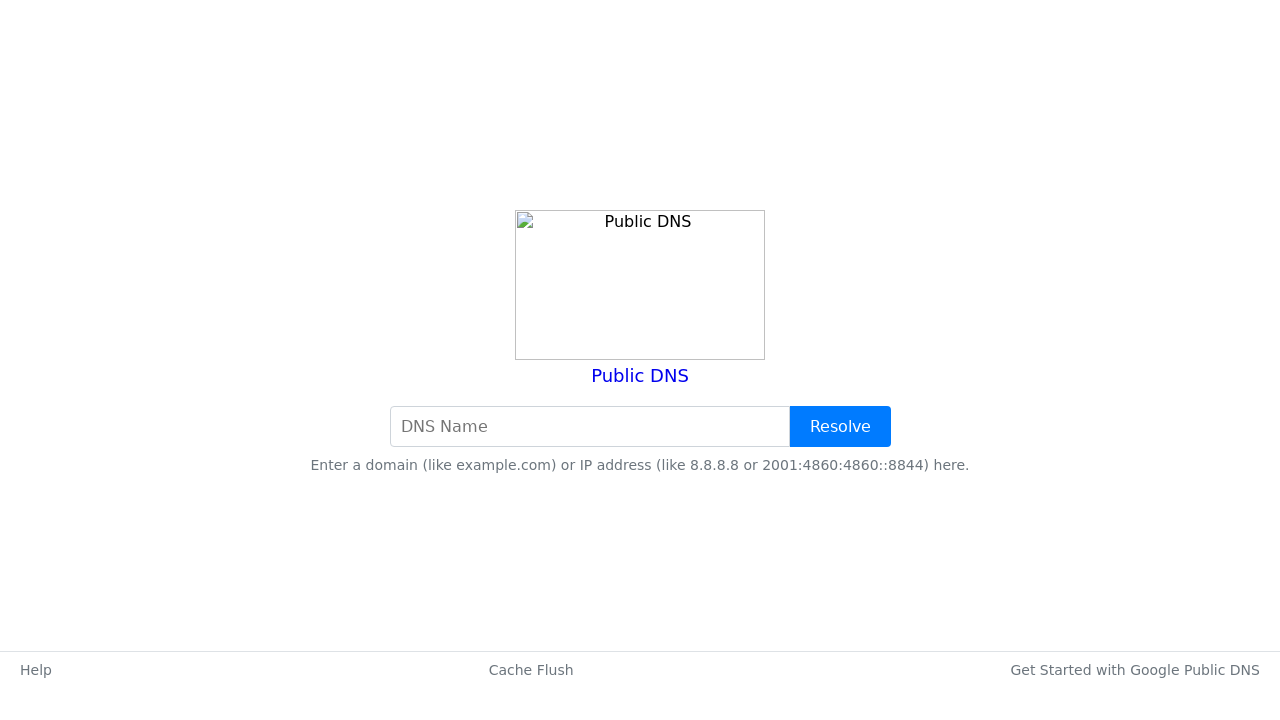 Public DNS
Public DNS
DNS Name
Resolve
Enter a domain (like example.com) or IP address (like 8.8.8.8 or 2001:4860:4860::8844) here.
Help
Cache Flush
Get Started with Google Public DNS